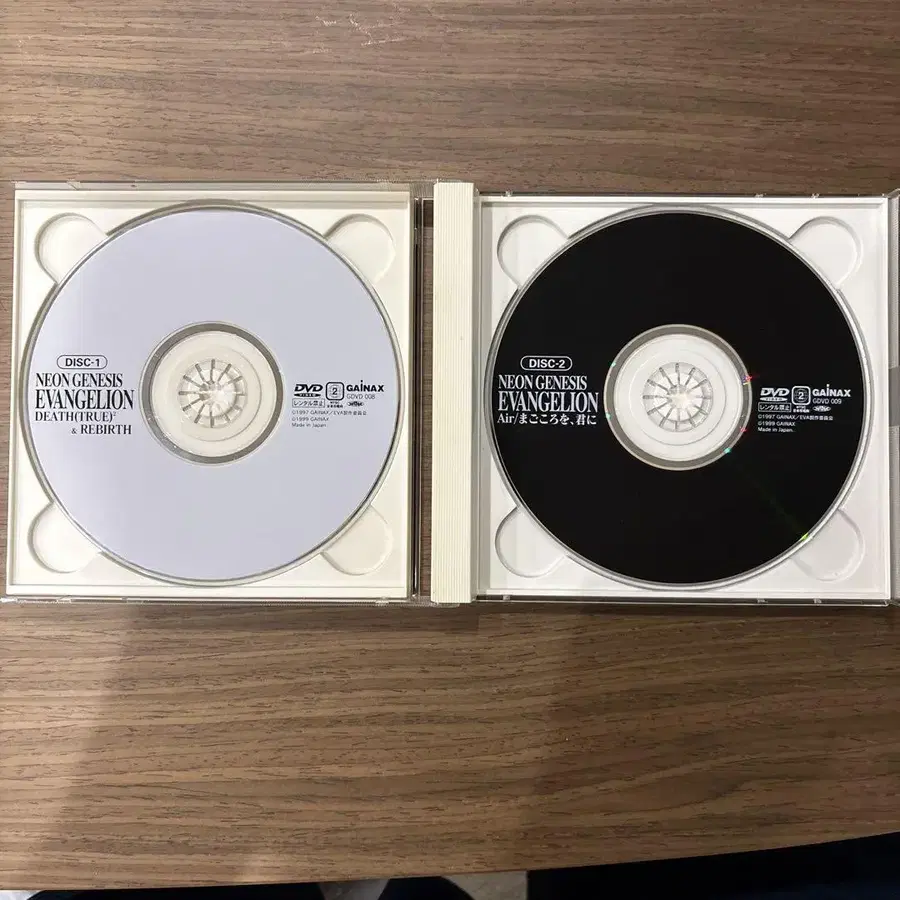 DISC-1
NEON GENESIS
EVANGELION
DEATH(TRUE)²
& REBIRTH
DVD
VIDEO
2
GAINAX
GDVD 008
レンタル禁止
©1997 GAINAX/EVA製作委員会
©1999 GAINAX
Made in Japan.
DISC-2
NEON GENESIS
EVANGELION
Air/まごころを、君に
DVD
2
GAINAX
GDVD 009
レンタル禁止
©1997 GAINAX/EVA製作委員会
©1999 GAINAX
Made in Japan.